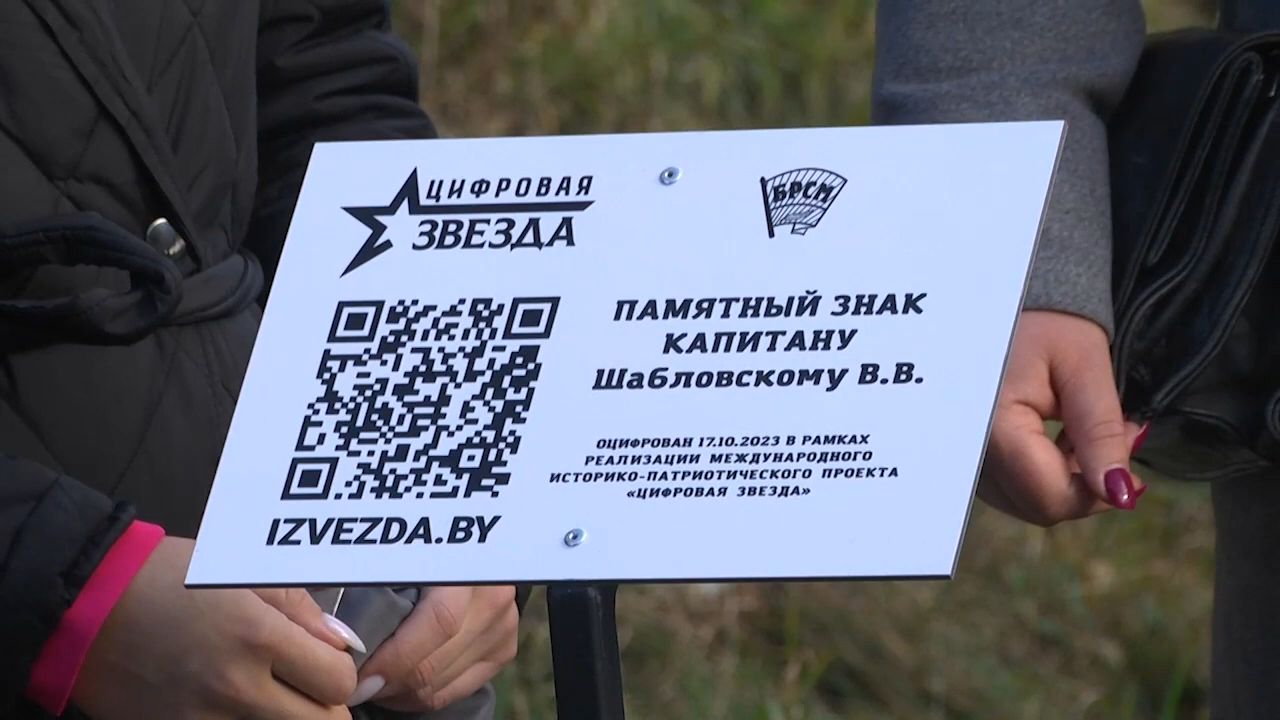 ЦИФРОВАЯ
ЗВЕЗДА
БРСМ
ПАМЯТНЫЙ ЗНАК
КАПИТАНУ
Шабловскому В.В.
ОЦИФРОВАН 17.10.2023 В РАМКАХ
РЕАЛИЗАЦИИ МЕЖДУНАРОДНОГО
ИСТОРИКО-ПАТРИОТИЧЕСКОГО ПРОЕКТА
«ЦИФРОВАЯ ЗВЕЗДА»
IZVEZDA.BY